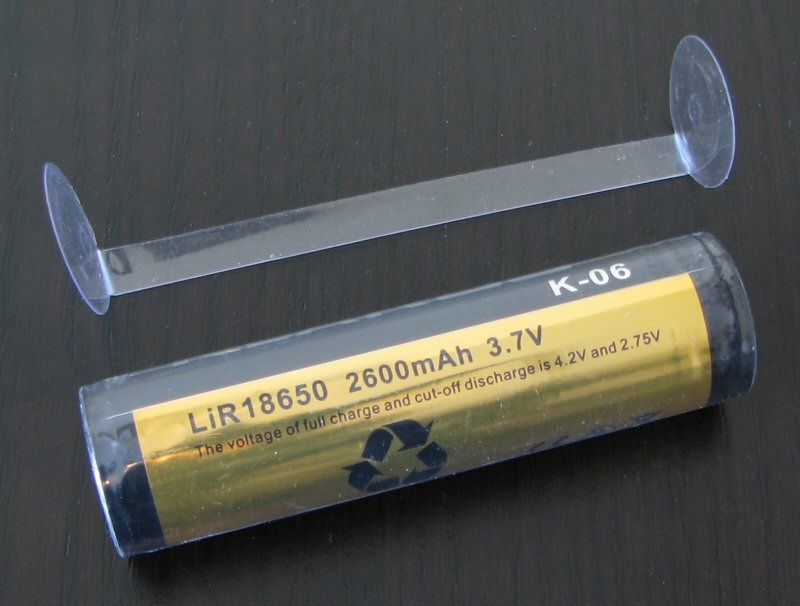 K-06
LiR18650 2600mAh 3.7V
The voltage of full charge and cut-off discharge is 4.2V and 2.75V